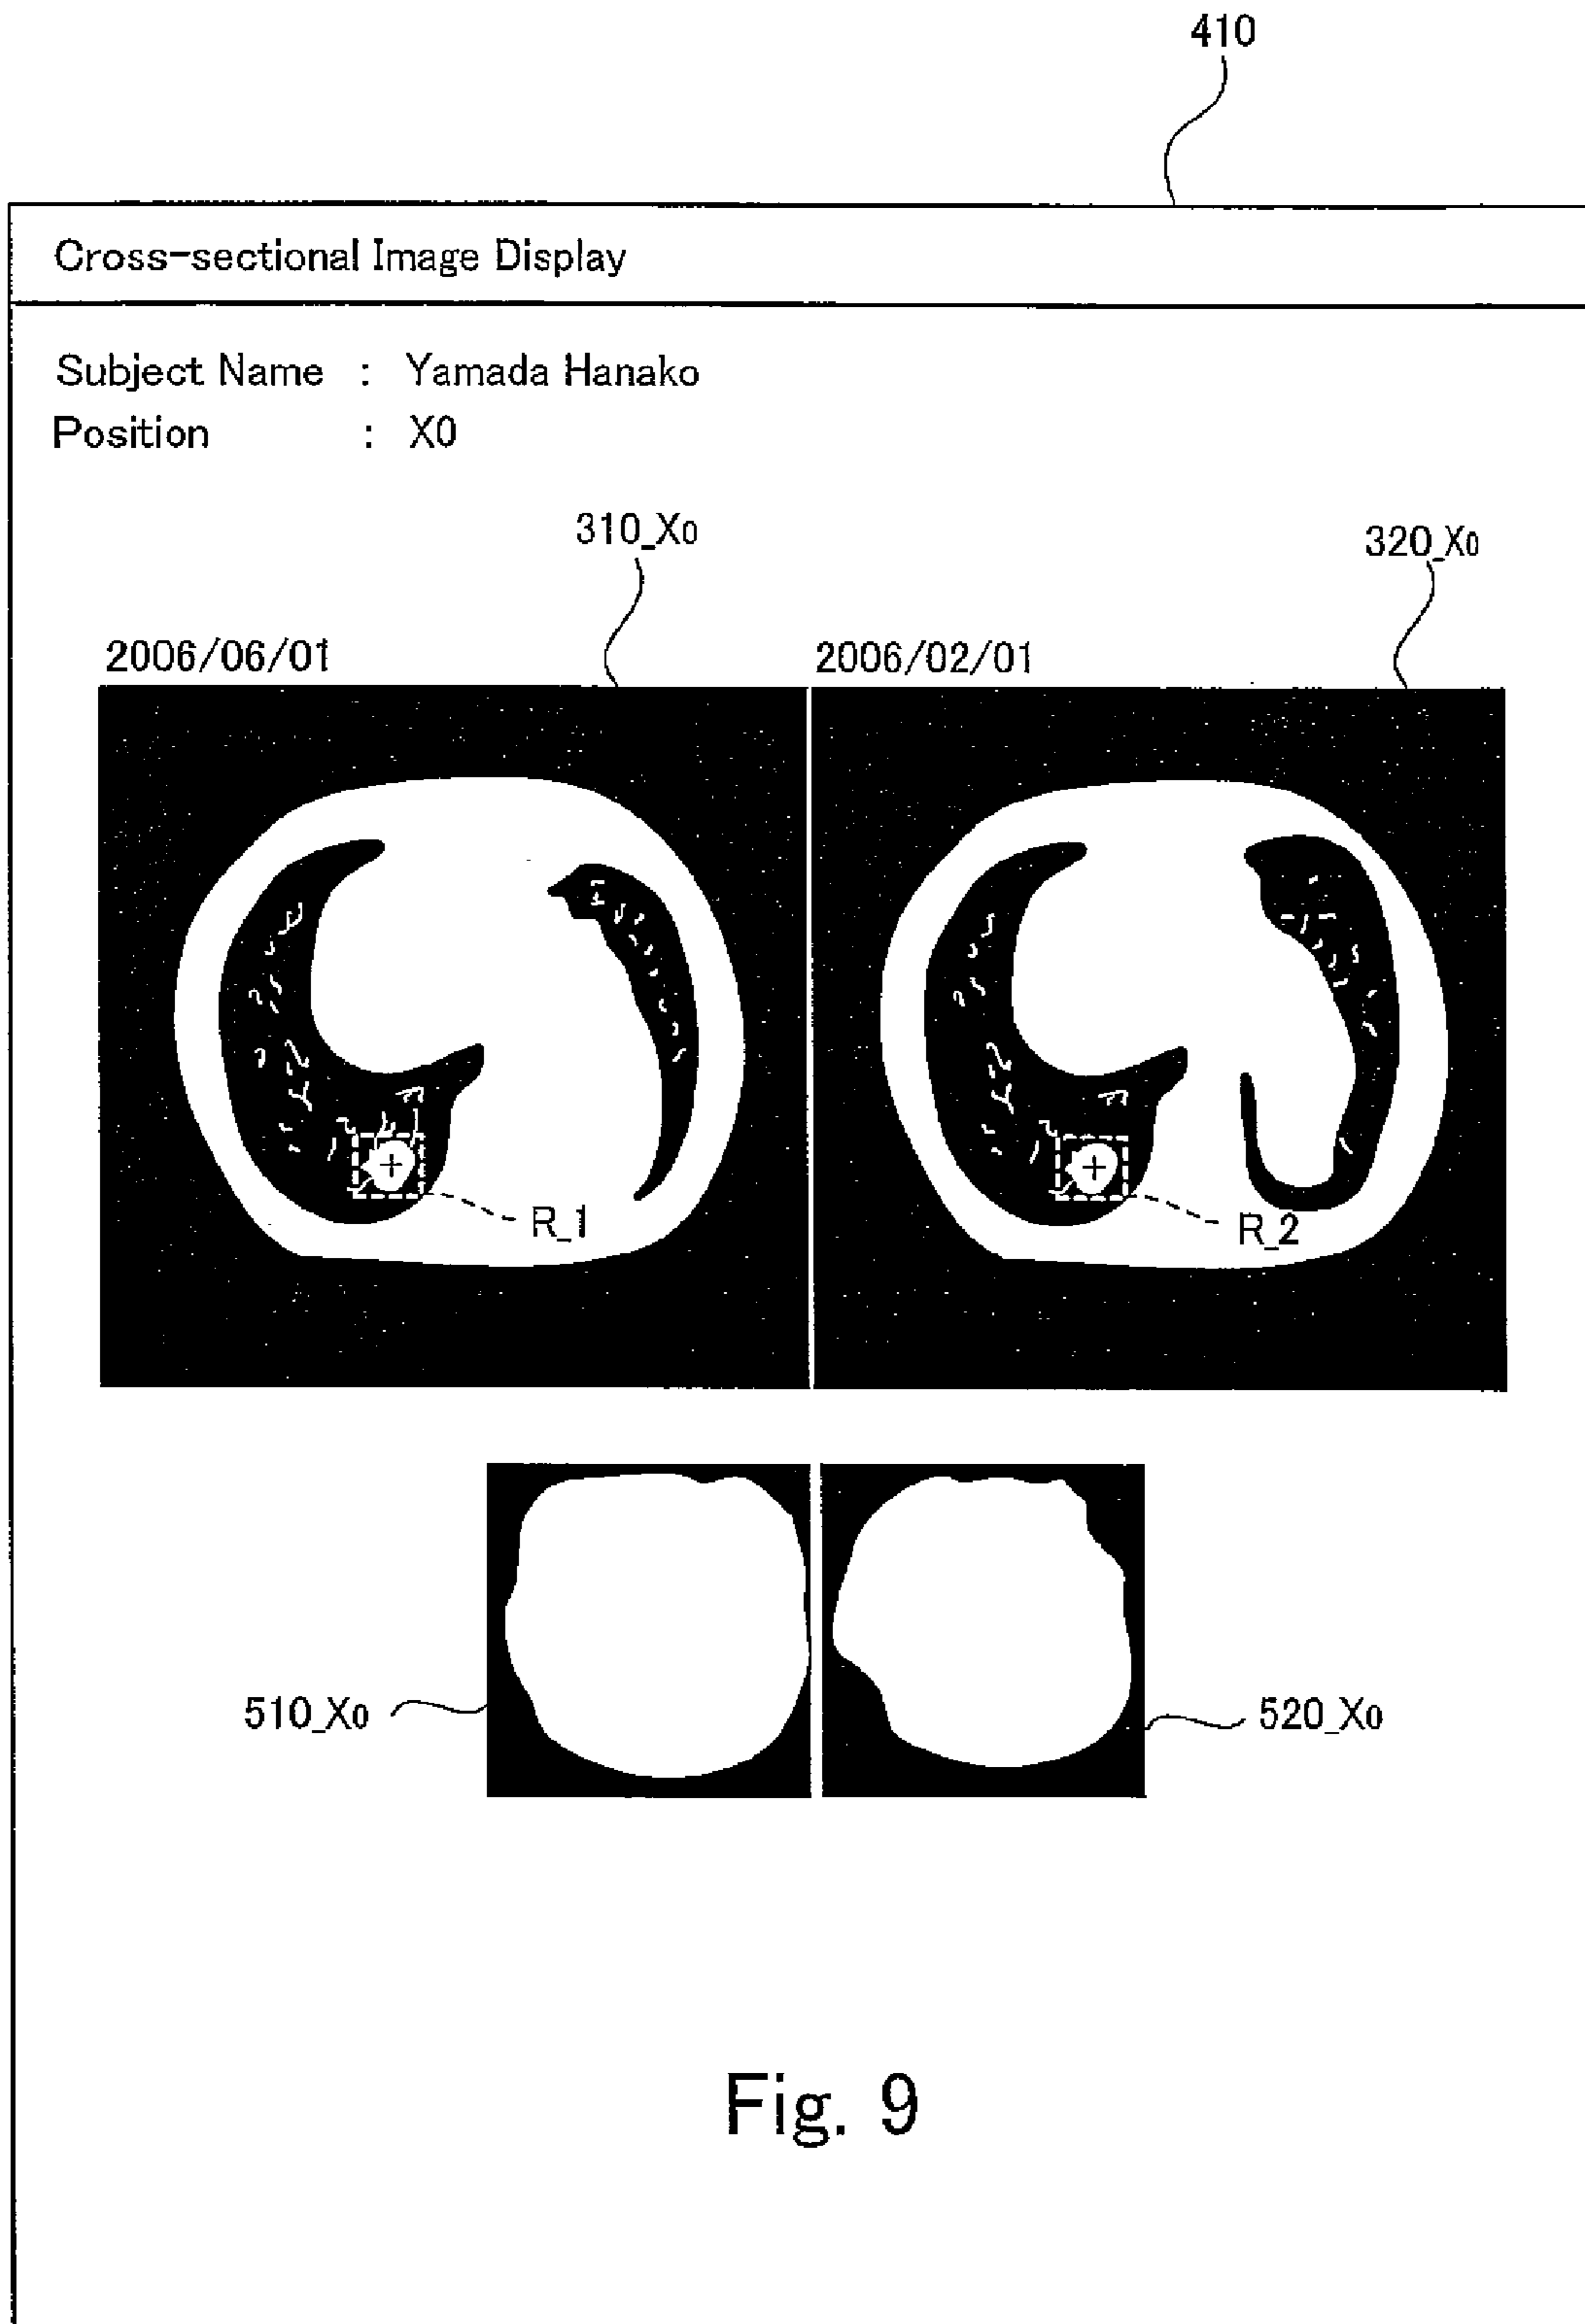 410
Cross-sectional Image Display
Subject Name : Yamada Hanako
Position : X0
310_X0 320_X0
2006/06/01 2006/02/01
R_1 R_2
510_X0 520_X0
Fig. 9